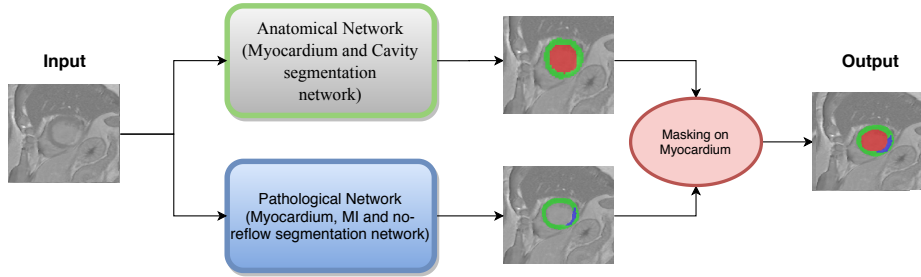 Input
Anatomical Network
(Myocardium and Cavity
segmentation
network)
Pathological Network
(Myocardium, MI and no-
reflow segmentation network)
Masking on
Myocardium
Output